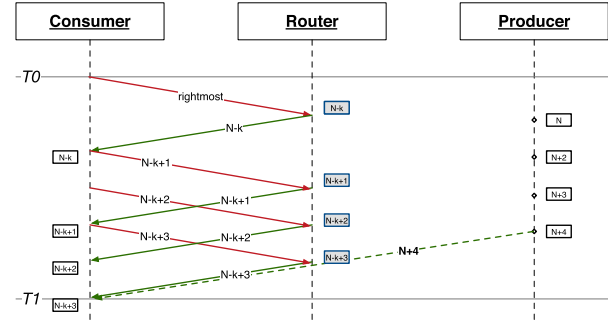 Consumer Router Producer
T0
rightmost
N-k
N
N-k
N-k
N+2
N-k+1
N-k+1
N-k+2
N-k+1
N+3
N-k+1
N-k+3
N-k+2
N-k+2
N+4
N+4
N-k+2
N-k+3
N-k+3
N-k+3
T1